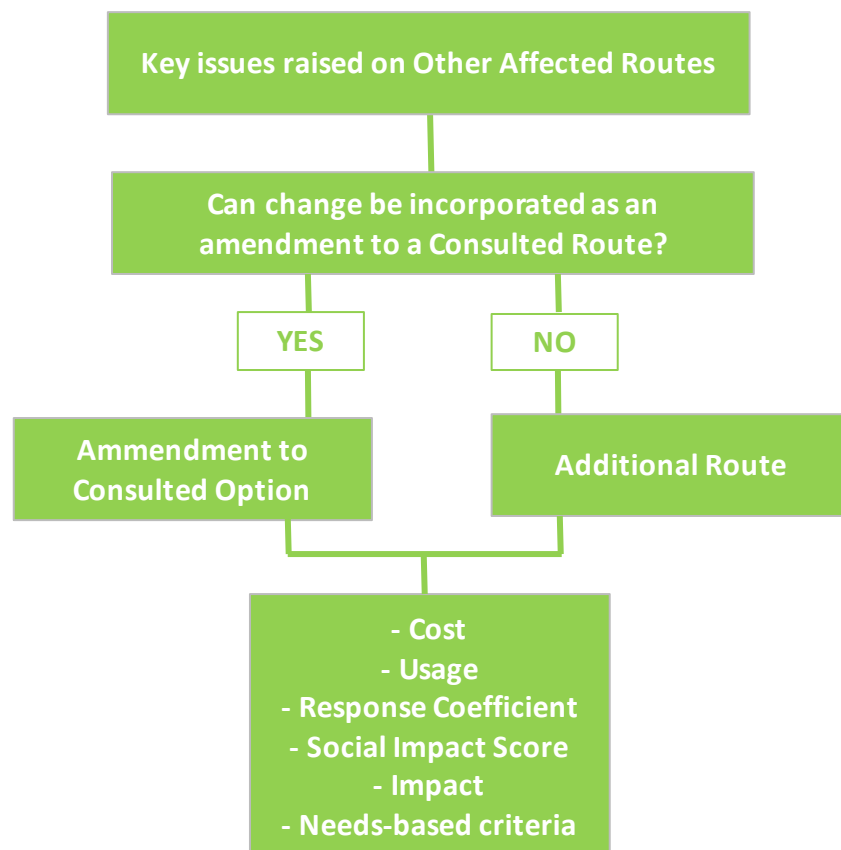 Key issues raised on Other Affected Routes
Can change be incorporated as an
amendment to a Consulted Route?
YES
NO
Ammendment to
Consulted Option
Additional Route
- Cost
- Usage
- Response Coefficient
- Social Impact Score
- Impact
- Needs-based criteria